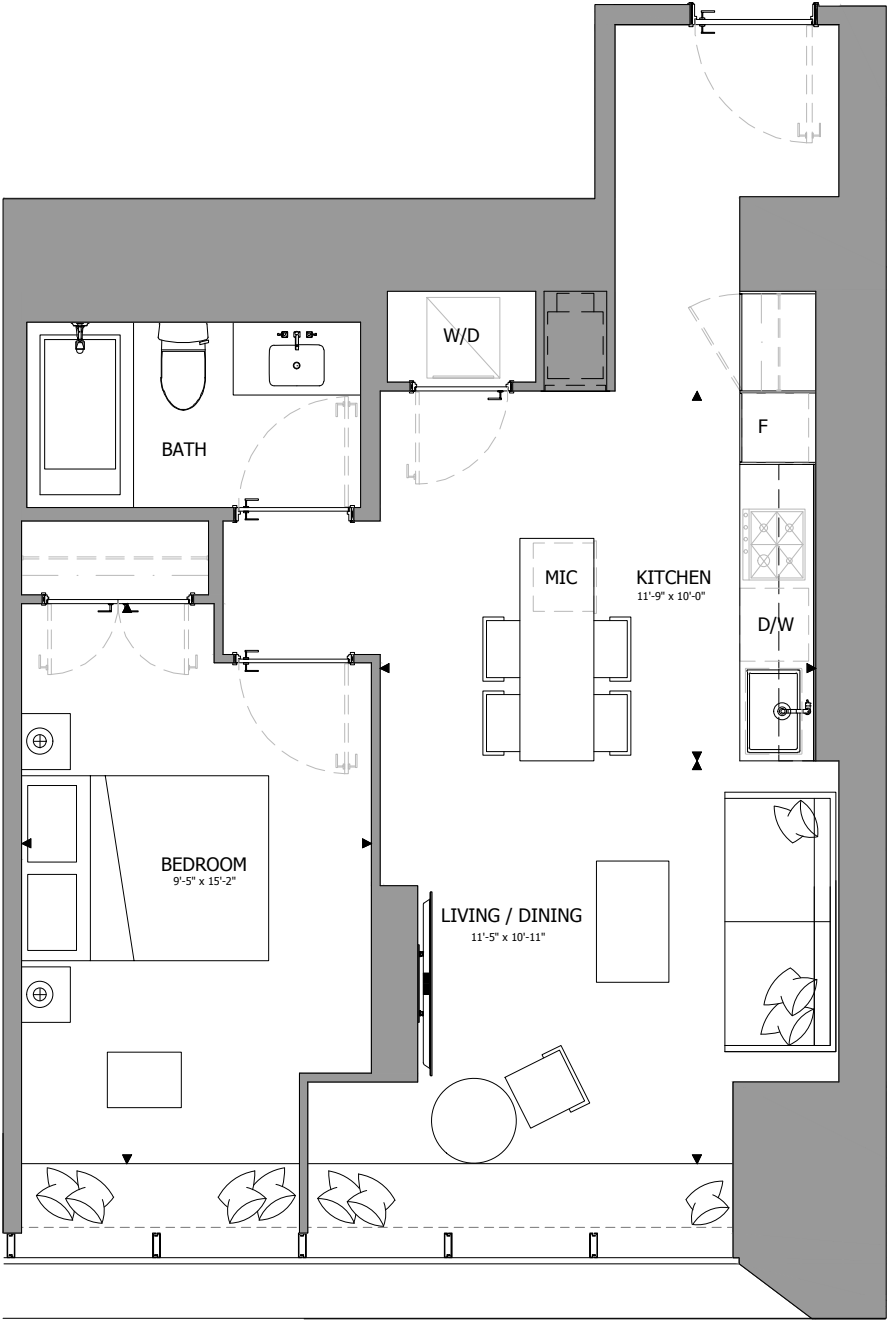 W/D
F
BATH
MIC
KITCHEN
11'-9" x 10'-0"
D/W
BEDROOM
9'-5" x 15'-2"
LIVING / DINING
11'-5" x 10'-11"